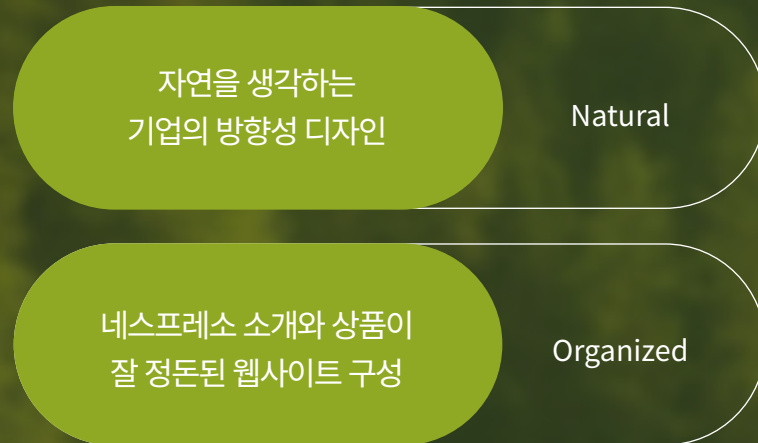 자연을 생각하는
기업의 방향성 디자인
Natural
네스프레소 소개와 상품이
잘 정돈된 웹사이트 구성
Organized